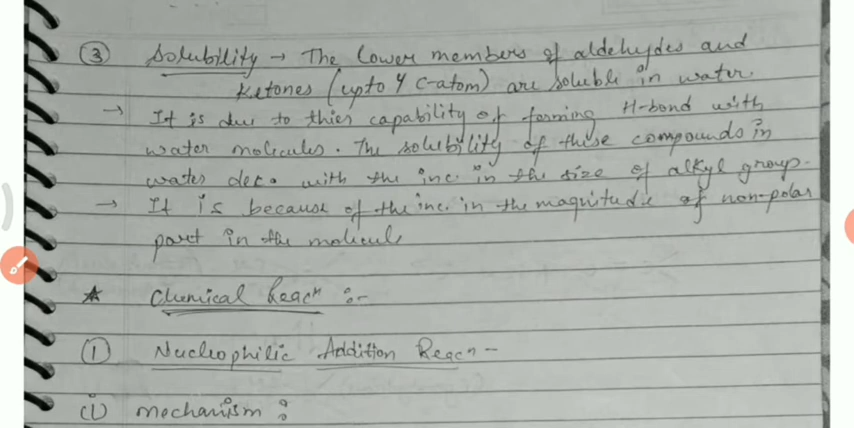 ③ Solubility → The lower members of aldehydes and
Ketones (upto 4 C-atom) are soluble in water.
→ It is due to thier capability of forming H-bond with
water molecules. The solubility of these compounds in
water dec. with the inc. in the size of alkyl group.
→ It is because of the inc. in the magnitude of non-polar
part in the molecule
★ Chemical Reacn :-
① Nucleophilic Addition Reacn -
(i) mechanism :